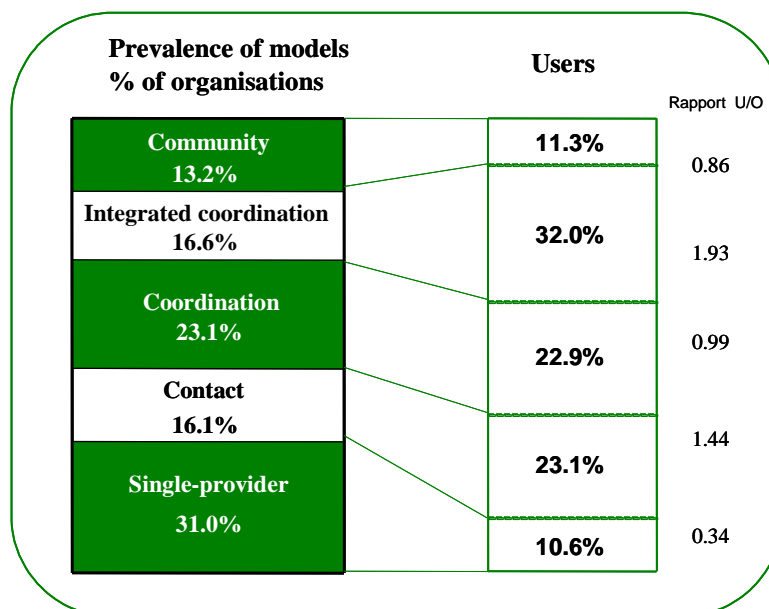 Prevalence of models
% of organisations
Users
Rapport U/O
Community
13.2%
11.3%
0.86
Integrated coordination
16.6%
32.0%
1.93
Coordination
23.1%
22.9%
0.99
Contact
16.1%
23.1%
1.44
Single-provider
31.0%
10.6%
0.34